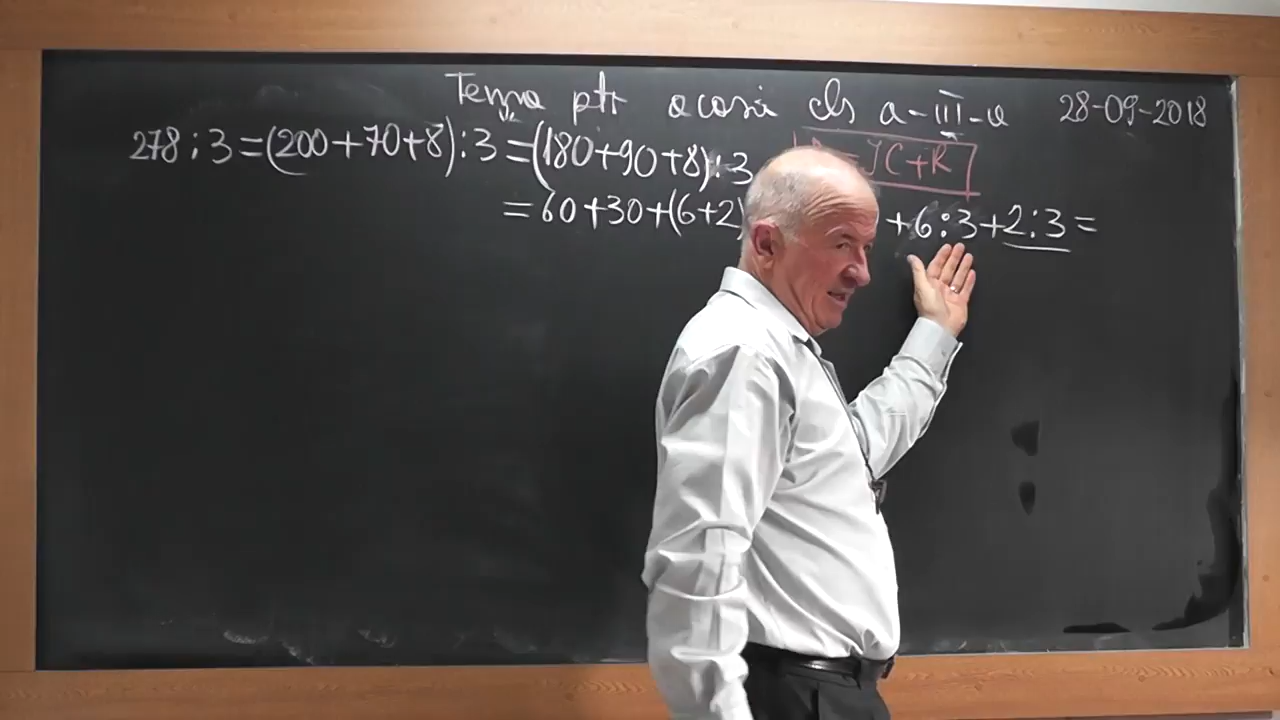 Tema ptr acasă cls a-III-a 28-09-2018
278:3=(200+70+8):3=(180+90+8):3 =ÎC+R
=60+30+(6+2) +6:3+2:3=